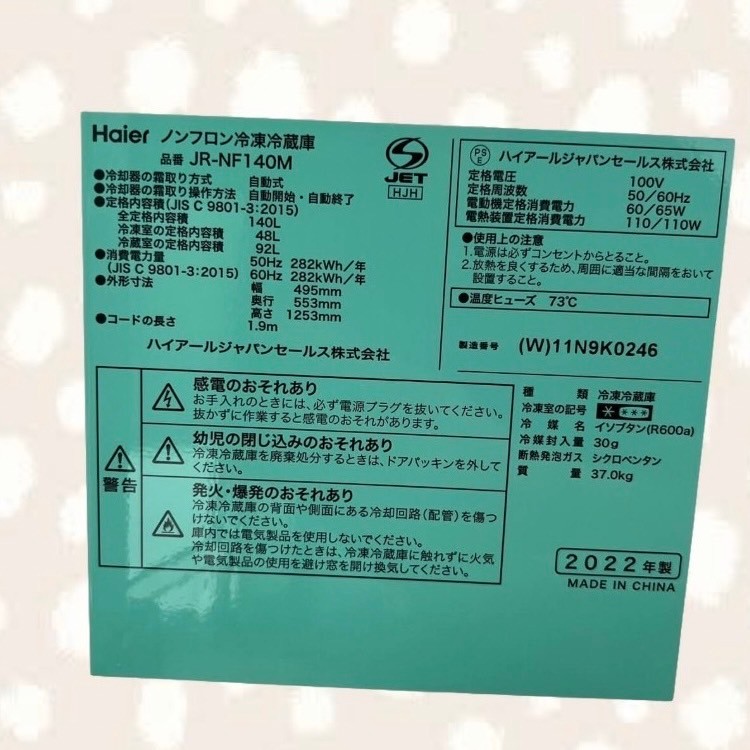 Haier ノンフロン冷凍冷蔵庫
品番 JR-NF140M
●冷却器の霜取り方式 自動式
●冷却器の霜取り操作方法 自動開始・自動終了
●定格内容積(JIS C 9801-3:2015)
全定格内容積 140L
冷凍室の定格内容積 48L
冷蔵室の定格内容積 92L
●消費電力量 50Hz 282kWh/年
(JIS C 9801-3:2015) 60Hz 282kWh/年
●外形寸法 幅 495mm
奥行 553mm
高さ 1253mm
●コードの長さ 1.9m
ハイアールジャパンセールス株式会社
S
JET
HJH
PS
E
ハイアールジャパンセールス株式会社
定格電圧 100V
定格周波数 50/60Hz
電動機定格消費電力 60/65W
電熱装置定格消費電力 110/110W
●使用上の注意
1.電源は必ずコンセントからとること。
2.放熱を良くするため、周囲に適当な間隔をおいて
設置すること。
●温度ヒューズ 73℃
製造番号 (W)11N9K0246
警告
感電のおそれあり
お手入れのときには、必ず電源プラグを抜いてください。
抜かずに作業すると感電のおそれがあります。
幼児の閉じ込みのおそれあり
冷凍冷蔵庫を廃棄処分するときは、ドアパッキンを外して
ください。
発火・爆発のおそれあり
冷凍冷蔵庫の背面や側面にある冷却回路(配管)を傷つ
けないでください。
庫内では電気製品を使用しないでください。
冷却回路を傷つけたときは、冷凍冷蔵庫に触れずに火気
や電気製品の使用を避け窓を開け換気してください。
種類 冷凍冷蔵庫
冷凍室の記号 * ***
冷媒名 イソブタン(R600a)
冷媒封入量 30g
断熱発泡ガス シクロペンタン
質量 37.0kg
2022年製
MADE IN CHINA